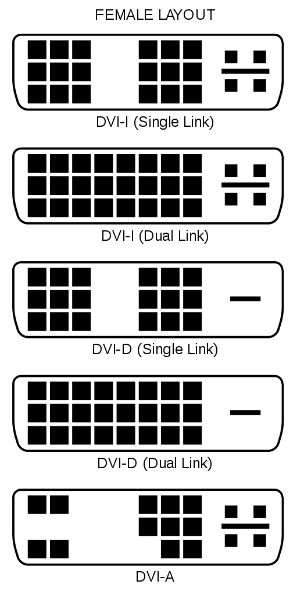 FEMALE LAYOUT
DVI-I (Single Link)
DVI-I (Dual Link)
DVI-D (Single Link)
DVI-D (Dual Link)
DVI-A